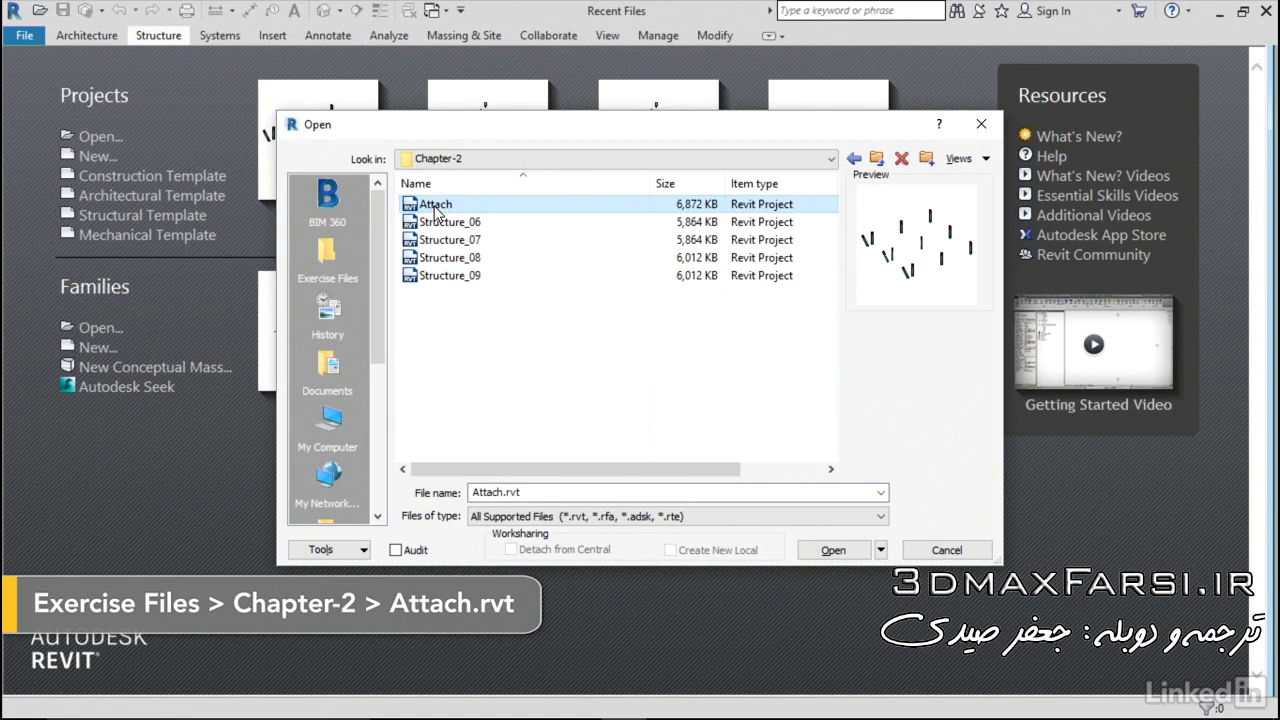 Recent Files
Type a keyword or phrase
Sign In
File Architecture Structure Systems Insert Annotate Analyze Massing & Site Collaborate View Manage Modify
Projects
Open...
New...
Construction Template
Architectural Template
Structural Template
Mechanical Template
Families
Open...
New...
New Conceptual Mass...
Autodesk Seek
Open
Look in: Chapter-2
Views
Name Size Item type
Attach 6,872 KB Revit Project
Structure_06 5,864 KB Revit Project
Structure_07 5,864 KB Revit Project
Structure_08 6,012 KB Revit Project
Structure_09 6,012 KB Revit Project
BIM 360
Exercise Files
History
Documents
My Computer
My Network...
Preview
File name: Attach.rvt
Files of type: All Supported Files (*.rvt, *.rfa, *.adsk, *.rte)
Worksharing
Tools
Audit
Detach from Central
Create New Local
Open
Cancel
Resources
What's New?
Help
What's New? Videos
Essential Skills Videos
Additional Videos
Autodesk App Store
Revit Community
Getting Started Video
Exercise Files > Chapter-2 > Attach.rvt
AUTODESK
REVIT
3DMAXFARSI.IR
ترجمه و دوبله: جعفر صیدی
LinkedIn
:0